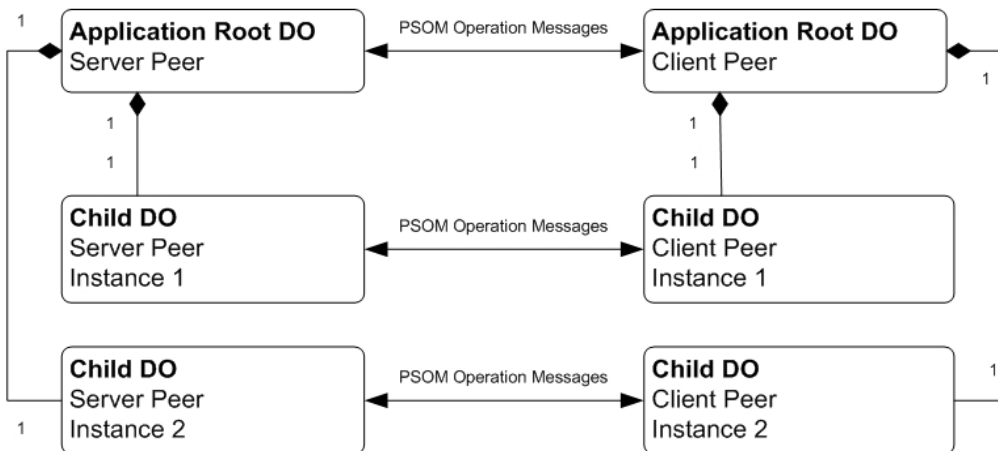 1
Application Root DO
Server Peer
PSOM Operation Messages
Application Root DO
Client Peer
1
1
1
1
1
Child DO
Server Peer
Instance 1
PSOM Operation Messages
Child DO
Client Peer
Instance 1
Child DO
Server Peer
Instance 2
PSOM Operation Messages
Child DO
Client Peer
Instance 2
1
1